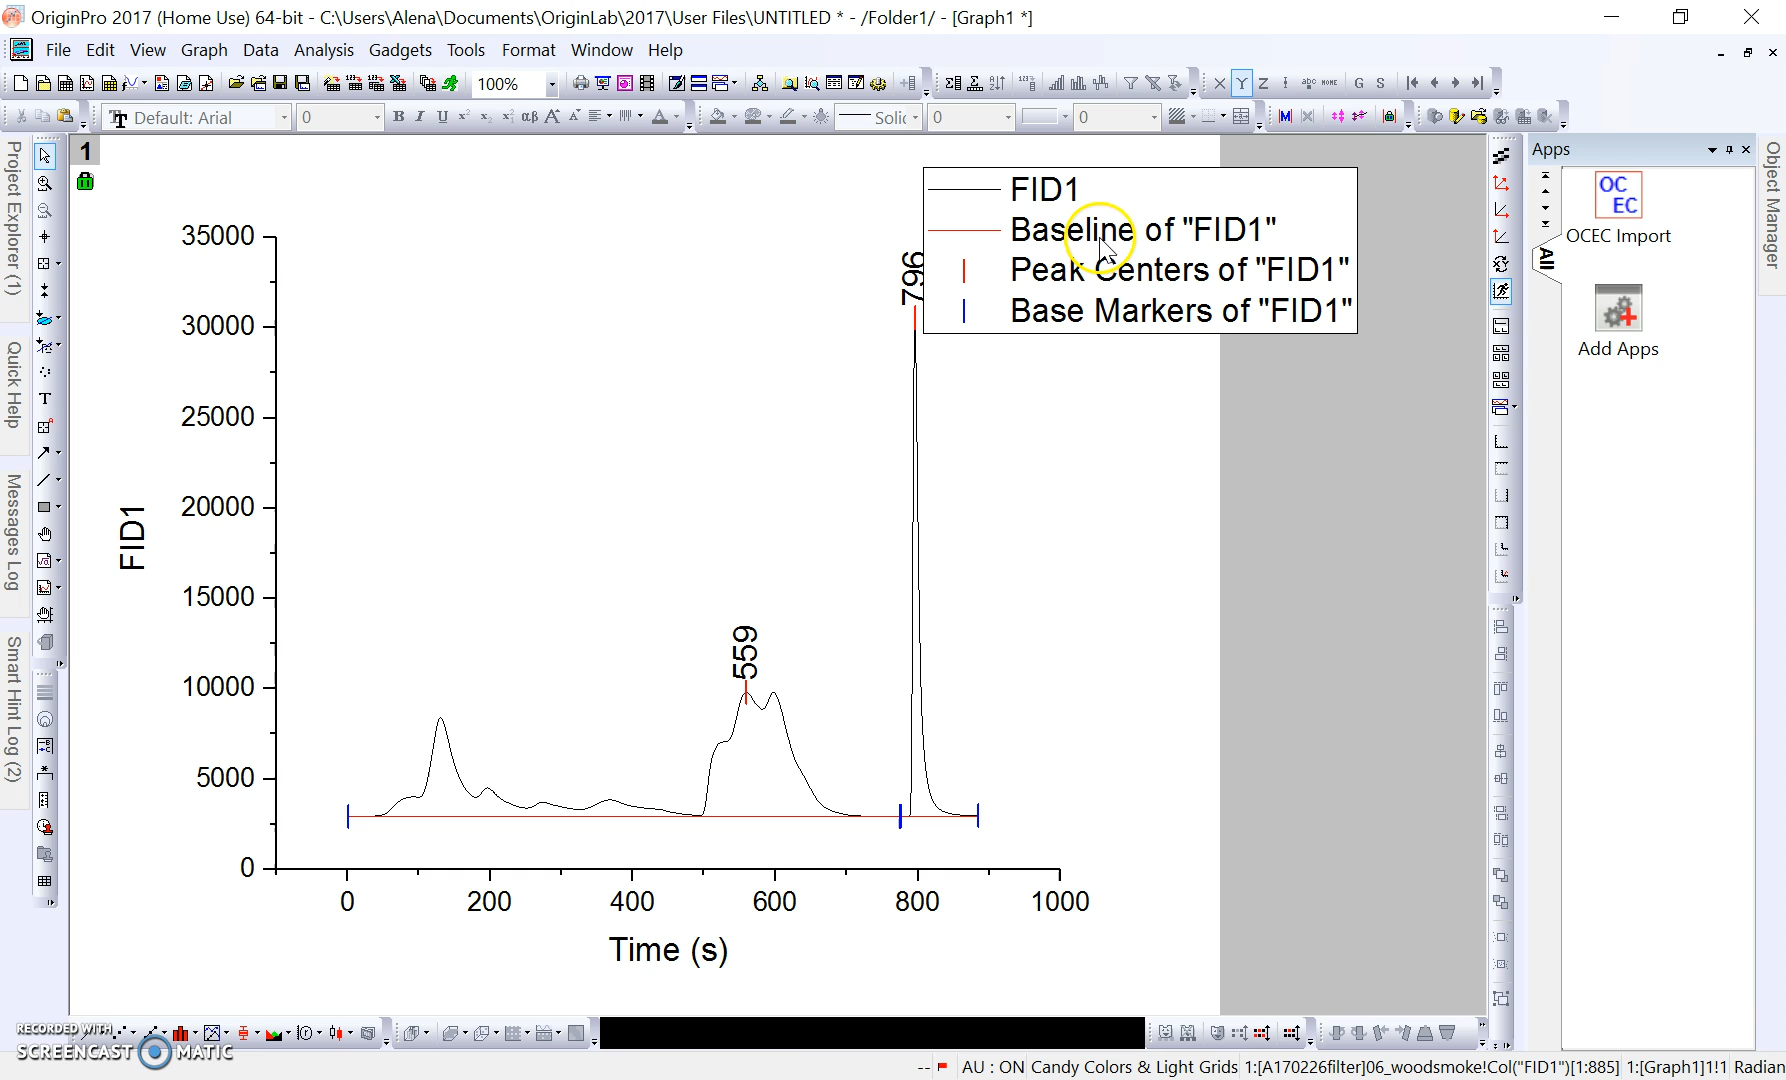 OriginPro 2017 (Home Use) 64-bit - C:\Users\Alena\Documents\OriginLab\2017\User Files\UNTITLED * - /Folder1/ - [Graph1 *]
File Edit View Graph Data Analysis Gadgets Tools Format Window Help
100%
X Y Z abc NONE G S
Default: Arial 0 B I U αβ A A Solic 0 0
Project Explorer (1)
Quick Help
Messages Log
Smart Hint Log (2)
1
FID1
Baseline of "FID1"
Peak Centers of "FID1"
Base Markers of "FID1"
796
559
35000
30000
25000
20000
15000
10000
5000
0
FID1
0 200 400 600 800 1000
Time (s)
Apps
All
OC EC
OCEC Import
Add Apps
Object Manager
RECORDED WITH
SCREENCAST MATIC
-- AU : ON Candy Colors & Light Grids 1:[A170226filter]06_woodsmoke!Col("FID1")[1:885] 1:[Graph1]1!1 Radian